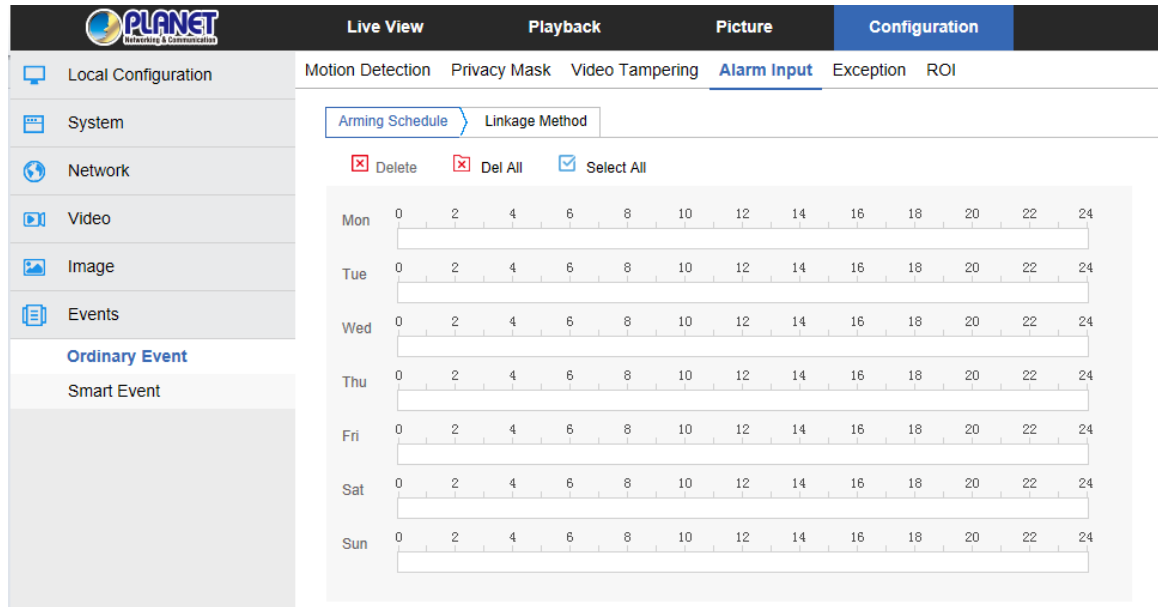 PLANET Live View Playback Picture Configuration
Networking & Communication
Local Configuration
System
Network
Video
Image
Events
Ordinary Event
Smart Event
Motion Detection Privacy Mask Video Tampering Alarm Input Exception ROI
Arming Schedule Linkage Method
Delete Del All Select All
Mon 0 2 4 6 8 10 12 14 16 18 20 22 24
Tue 0 2 4 6 8 10 12 14 16 18 20 22 24
Wed 0 2 4 6 8 10 12 14 16 18 20 22 24
Thu 0 2 4 6 8 10 12 14 16 18 20 22 24
Fri 0 2 4 6 8 10 12 14 16 18 20 22 24
Sat 0 2 4 6 8 10 12 14 16 18 20 22 24
Sun 0 2 4 6 8 10 12 14 16 18 20 22 24